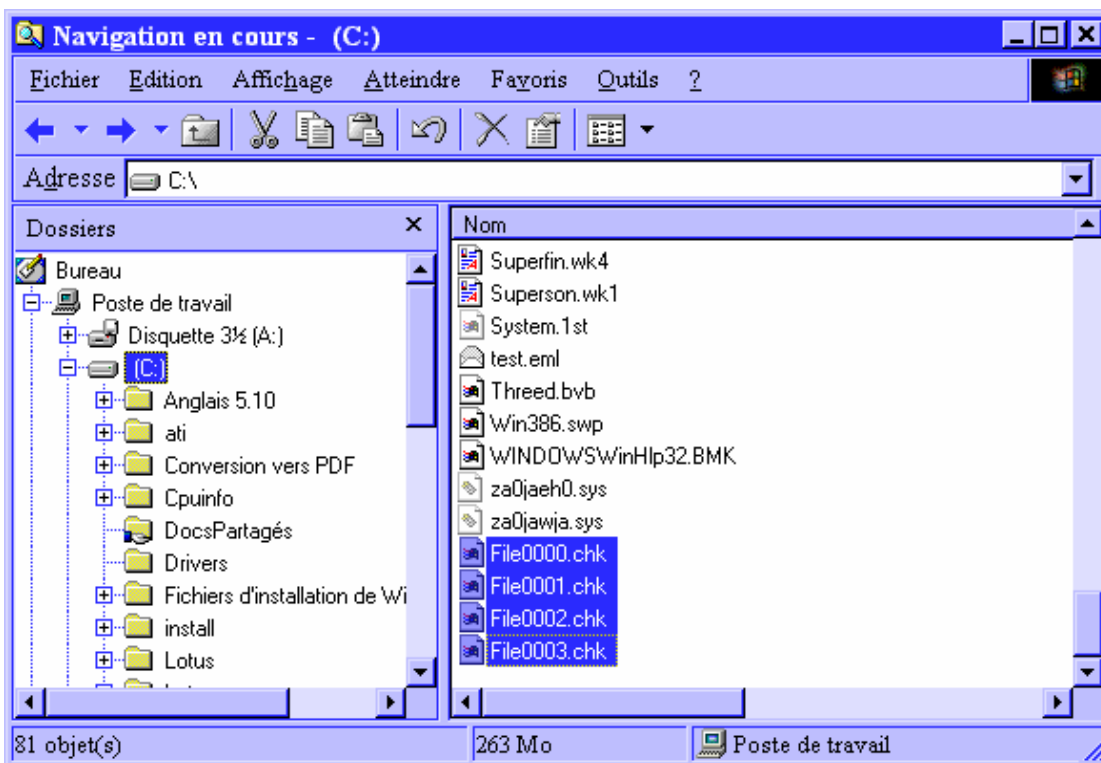 Navigation en cours - (C:)
Fichier Edition Affichage Atteindre Favoris Outils ?
Adresse C:\
Dossiers
Bureau
Poste de travail
Disquette 3½ (A:)
(C:)
Anglais 5.10
ati
Conversion vers PDF
Cpuinfo
DocsPartagés
Drivers
Fichiers d'installation de Wi
install
Lotus
Nom
Superfin.wk4
Superson.wk1
System.1st
test.eml
Threed.bvb
Win386.swp
WINDOWSWinHlp32.BMK
za0jaeh0.sys
za0jawja.sys
File0000.chk
File0001.chk
File0002.chk
File0003.chk
81 objet(s) 263 Mo Poste de travail